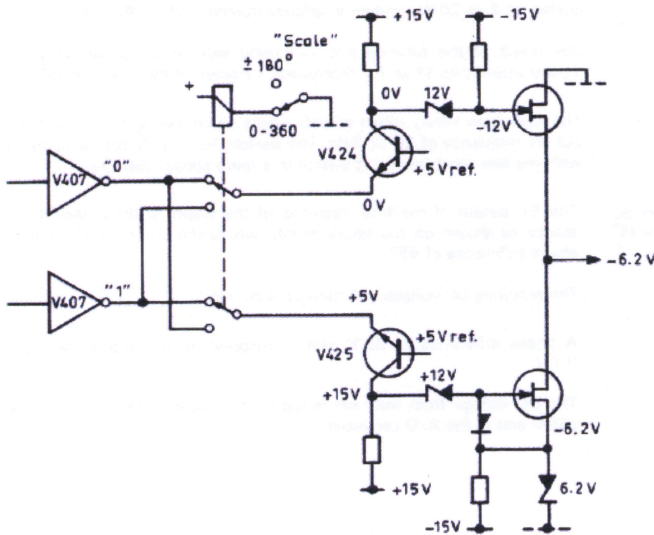 +15V
-15V
"Scale"
± 180°
+
0-360
0V
12V
-12V
V424
+5V ref.
V407
"0"
0V
-6.2V
V407
"1"
+5V
+5V ref.
V425
+12V
+15V
-6.2V
6.2V
+15V
-15V